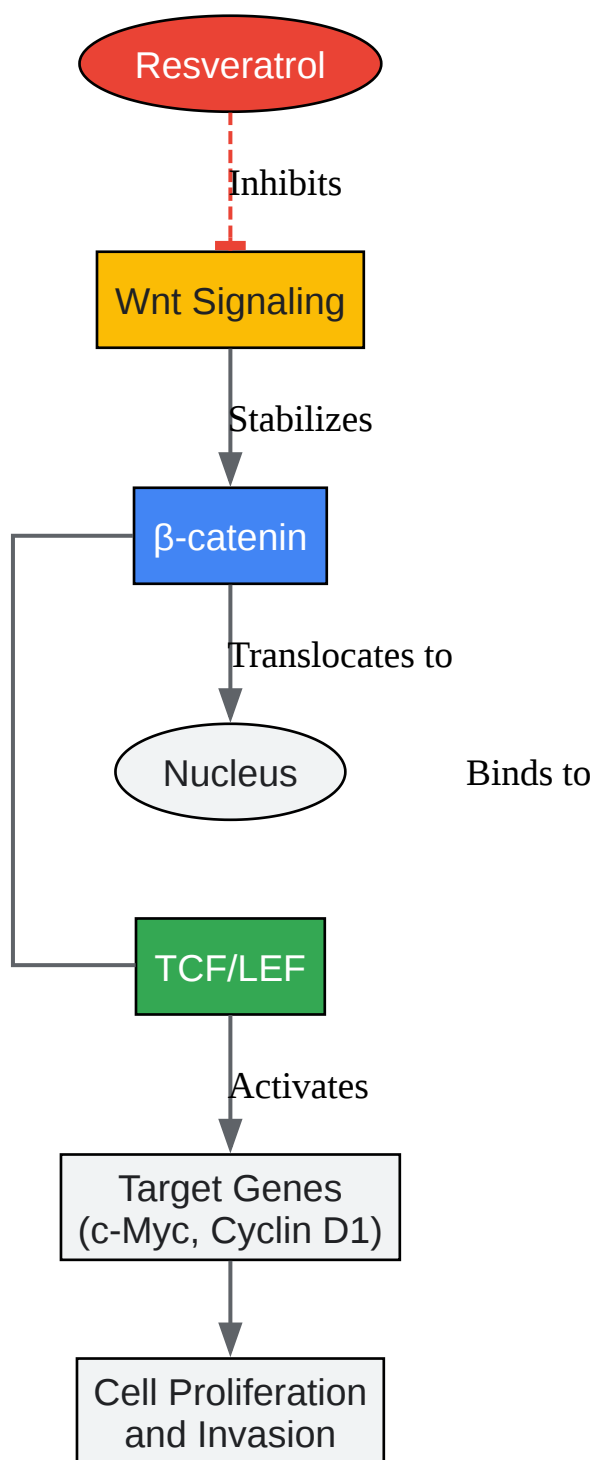 Resveratrol
Inhibits
Wnt Signaling
Stabilizes
β-catenin
Translocates to
Nucleus
Binds to
TCF/LEF
Activates
Target Genes
(c-Myc, Cyclin D1)
Cell Proliferation
and Invasion